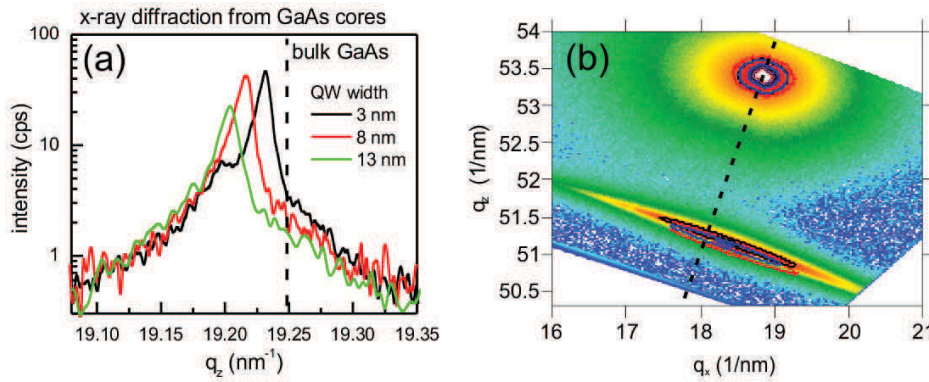 x-ray diffraction from GaAs cores
(a)
bulk GaAs
QW width
3 nm
8 nm
13 nm
intensity (cps)
100
10
1
19.10 19.15 19.20 19.25 19.30 19.35
q_z (nm⁻¹)
(b)
q_z (1/nm)
54
53.5
53
52
51.5
51
50.5
16 17 18 19 20 21
q_x (1/nm)